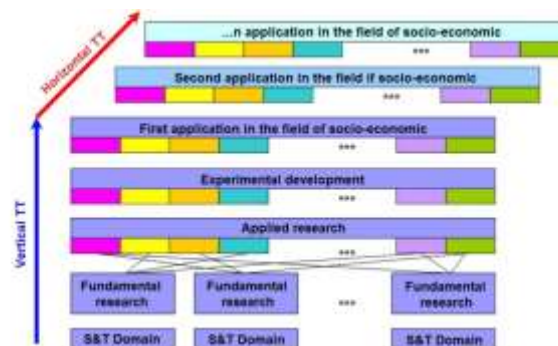 ...n application in the field of socio-economic
***
Horizontal TT
Second application in the field if socio-economic
***
First application in the field of socio-economic
***
Vertical TT
Experimental development
***
Applied research
***
Fundamental research
Fundamental research
***
Fundamental research
S&T Domain
S&T Domain
S&T Domain